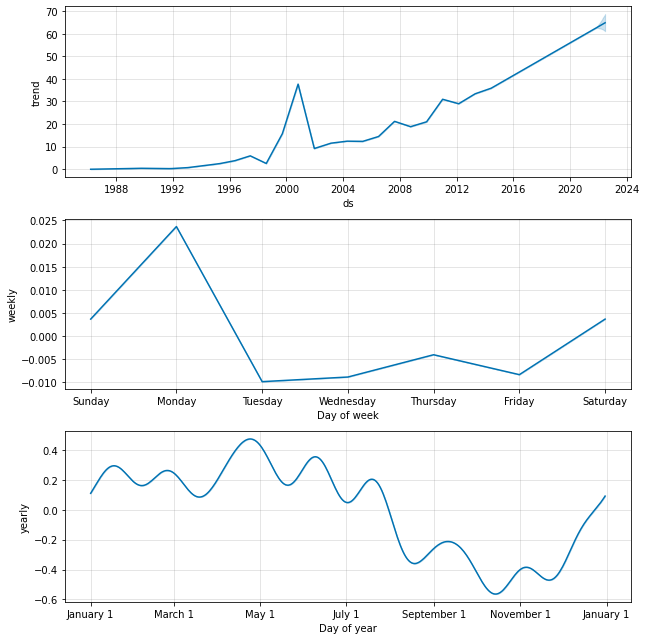 70
60
50
40
30
20
10
0
trend
1988 1992 1996 2000 2004 2008 2012 2016 2020 2024
ds
0.025
0.020
0.015
0.010
0.005
0.000
−0.005
−0.010
weekly
Sunday Monday Tuesday Wednesday Thursday Friday Saturday
Day of week
0.4
0.2
0.0
−0.2
−0.4
−0.6
yearly
January 1 March 1 May 1 July 1 September 1 November 1 January 1
Day of year